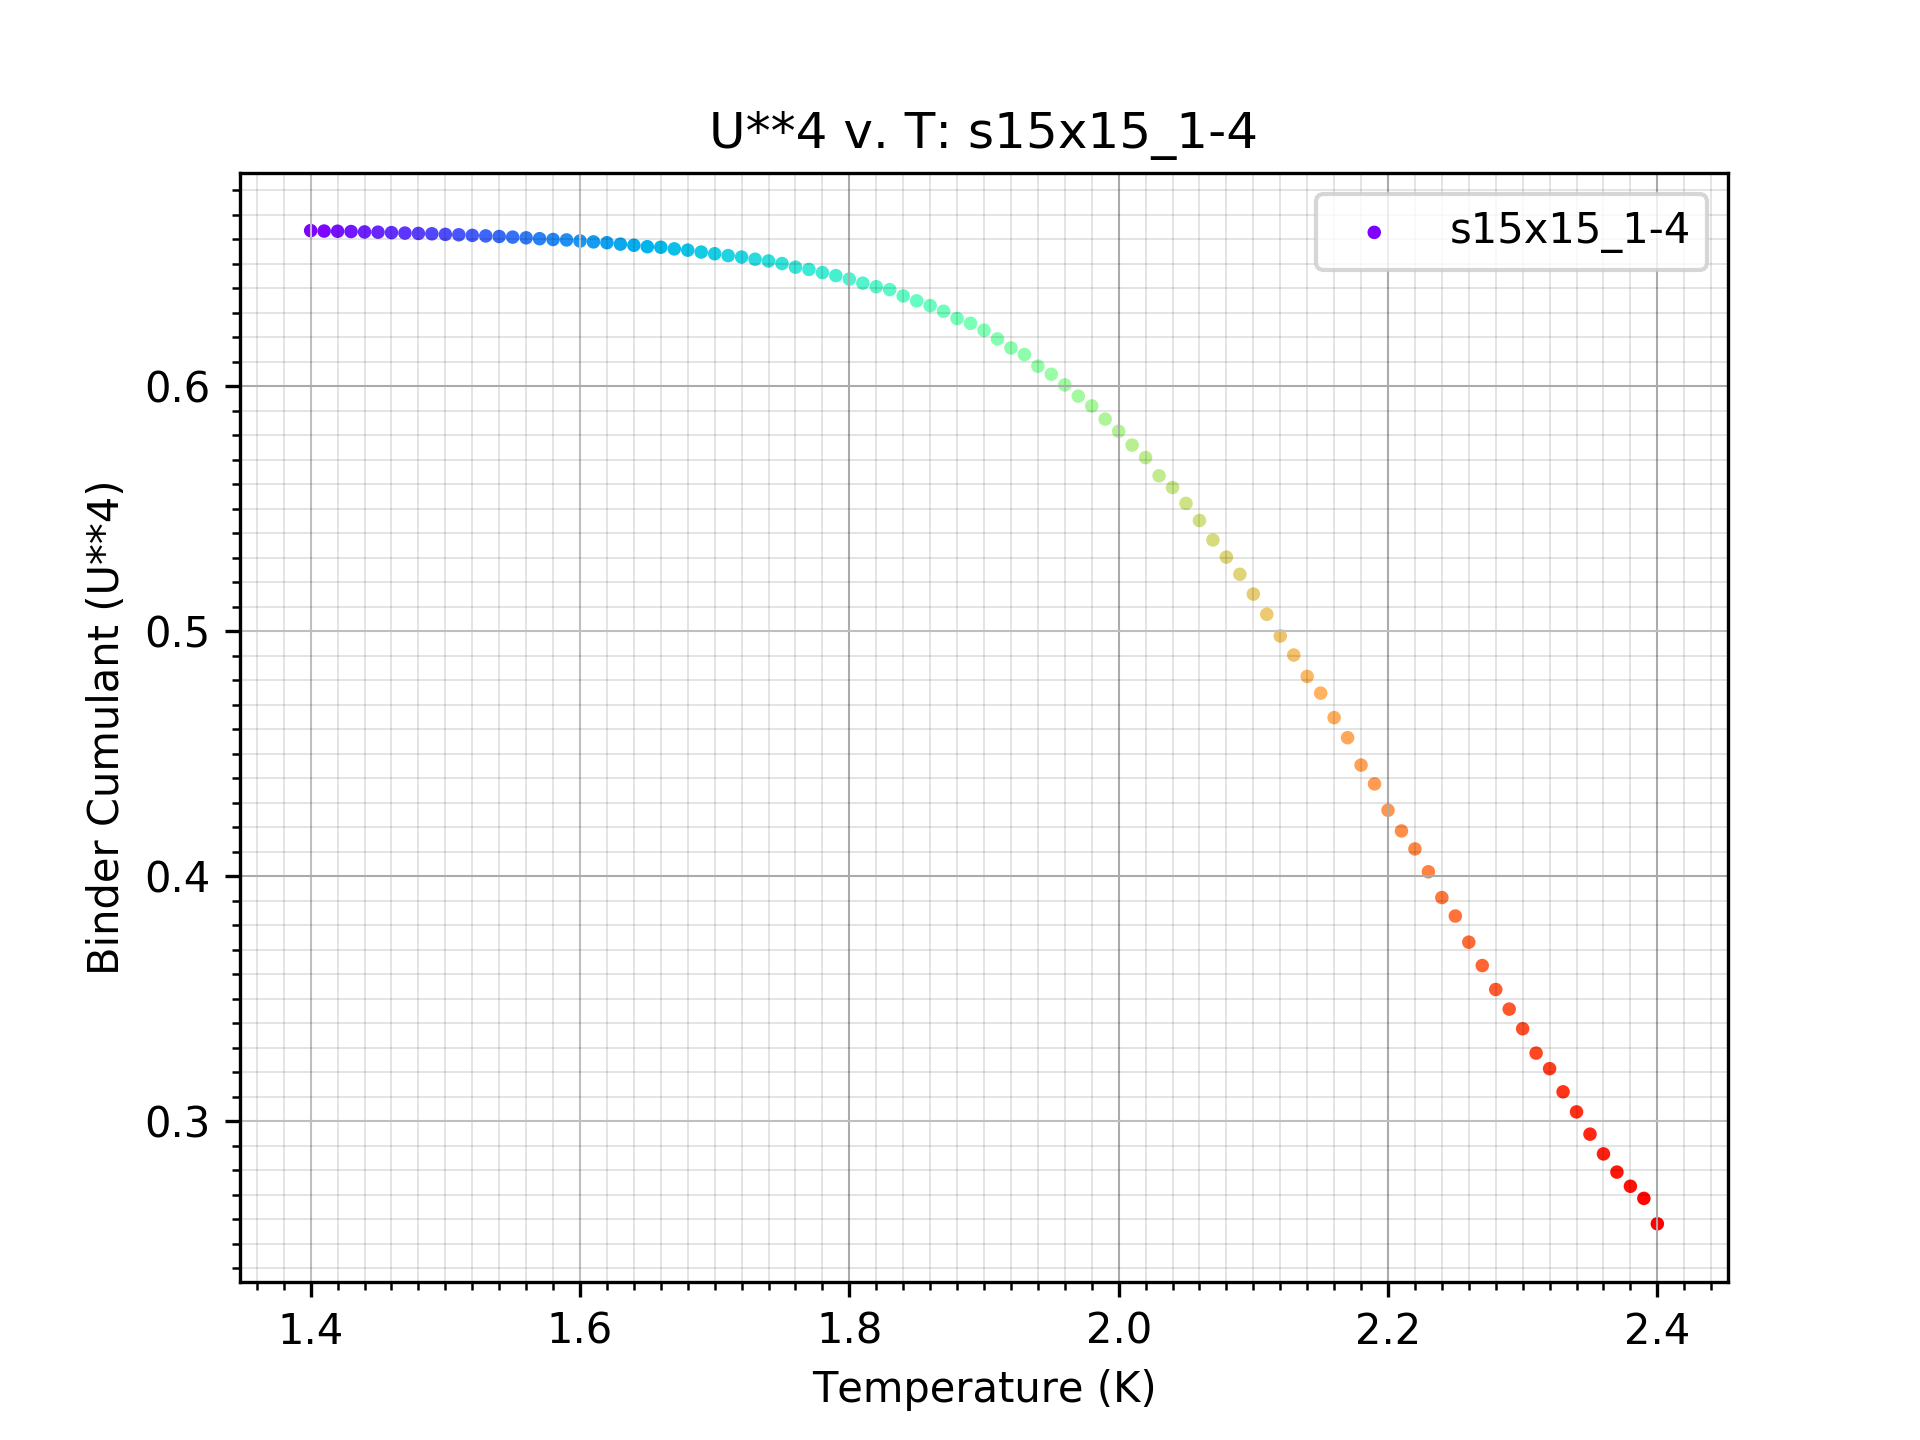 U**4 v. T: s15x15_1-4
s15x15_1-4
Binder Cumulant (U**4)
0.6
0.5
0.4
0.3
1.4 1.6 1.8 2.0 2.2 2.4
Temperature (K)